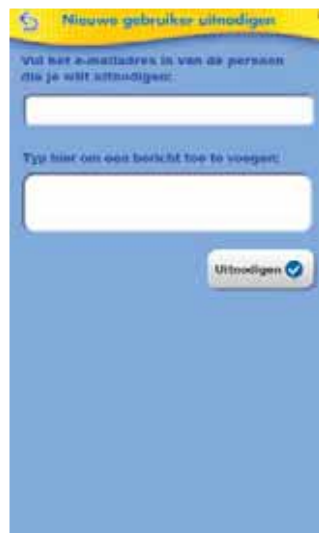 Nieuwe gebruiker uitnodigen
Vul het e-mailadres in van de persoon
die je wilt uitnodigen:
Typ hier om een bericht toe te voegen:
Uitnodigen